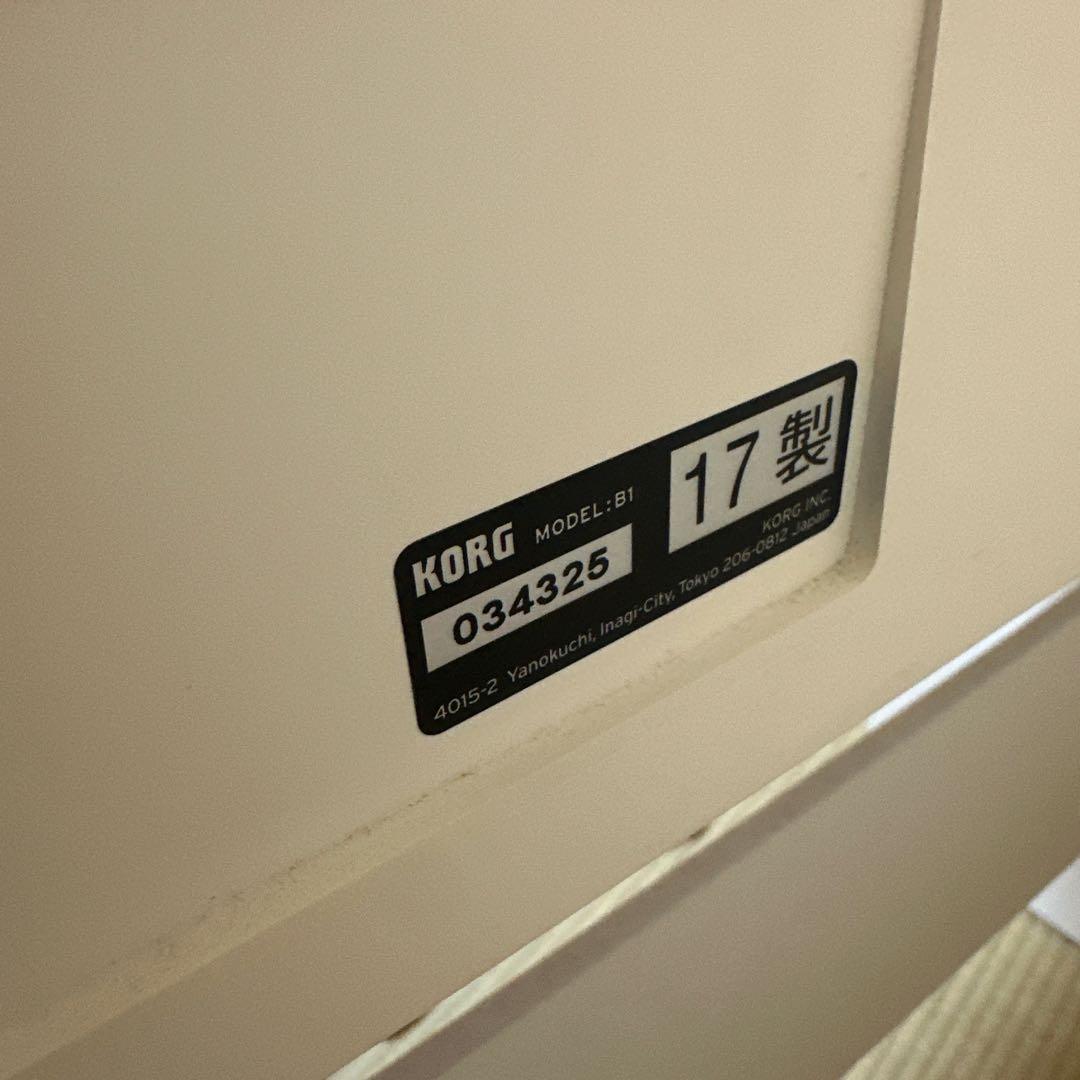 KORG MODEL:B1
034325
17製
KORG INC.
4015-2 Yanokuchi, Inagi-City, Tokyo 206-0812 Japan